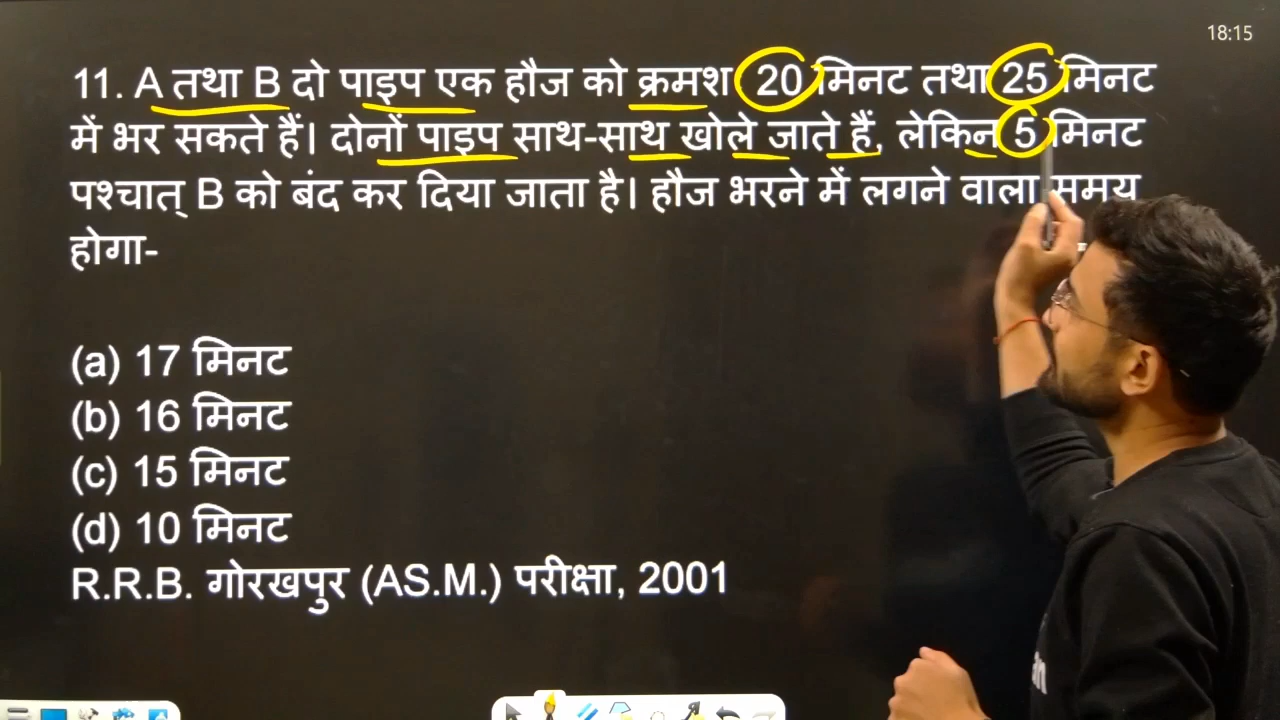 18:15
11. A तथा B दो पाइप एक हौज को क्रमश 20 मिनट तथा 25 मिनट
में भर सकते हैं। दोनों पाइप साथ-साथ खोले जाते हैं, लेकिन 5 मिनट
पश्चात् B को बंद कर दिया जाता है। हौज भरने में लगने वाला समय
होगा-
(a) 17 मिनट
(b) 16 मिनट
(c) 15 मिनट
(d) 10 मिनट
R.R.B. गोरखपुर (AS.M.) परीक्षा, 2001